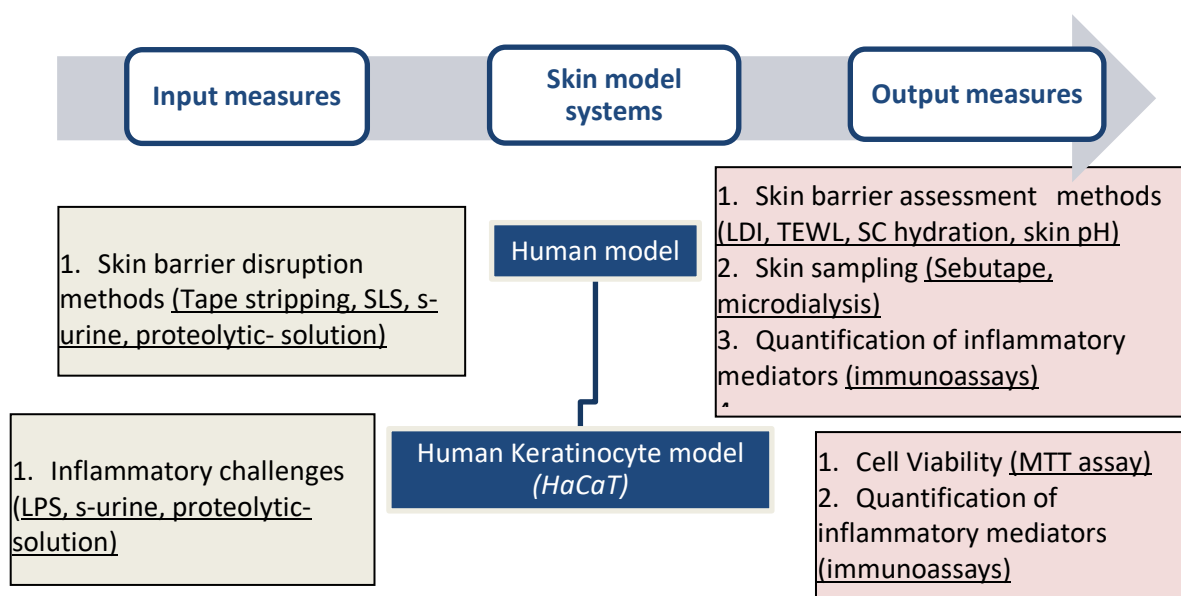 Input measures
Skin model
systems
Output measures
1. Skin barrier disruption
methods (Tape stripping, SLS, s-
urine, proteolytic- solution)
Human model
1. Skin barrier assessment methods
(LDI, TEWL, SC hydration, skin pH)
2. Skin sampling (Sebutape,
microdialysis)
3. Quantification of inflammatory
mediators (immunoassays)
1. Inflammatory challenges
(LPS, s-urine, proteolytic-
solution)
Human Keratinocyte model
(HaCaT)
1. Cell Viability (MTT assay)
2. Quantification of
inflammatory mediators
(immunoassays)